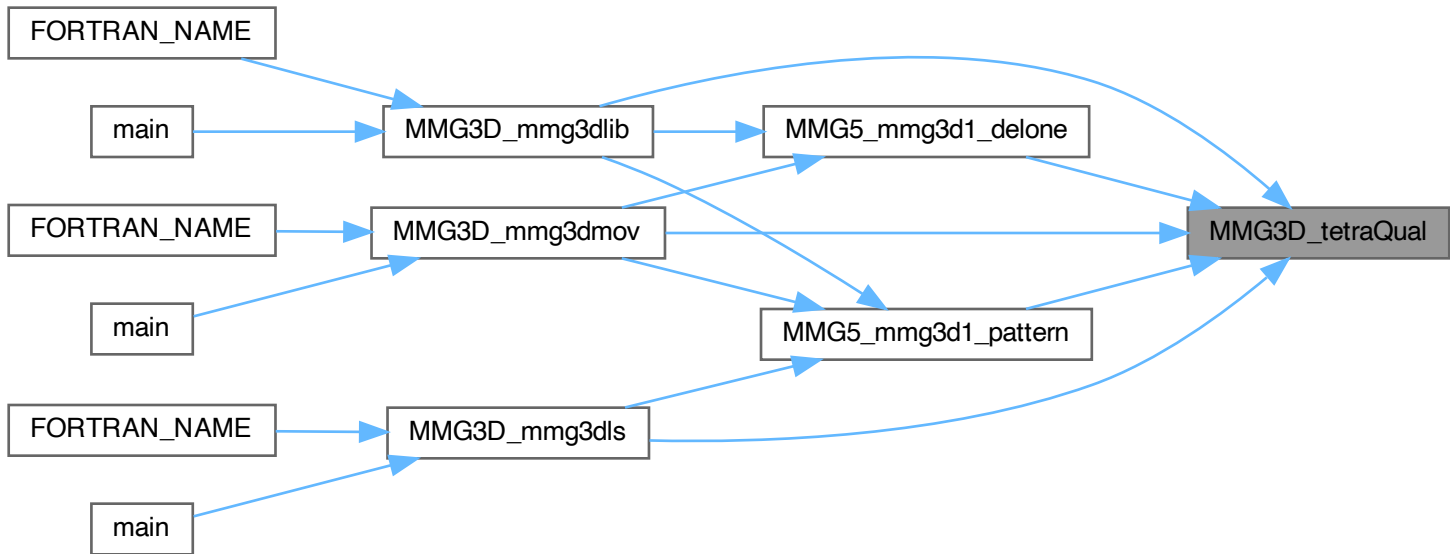 FORTRAN_NAME
main
MMG3D_mmg3dlib
MMG5_mmg3d1_delone
FORTRAN_NAME
MMG3D_mmg3dmov
MMG3D_tetraQual
main
MMG5_mmg3d1_pattern
FORTRAN_NAME
MMG3D_mmg3dls
main